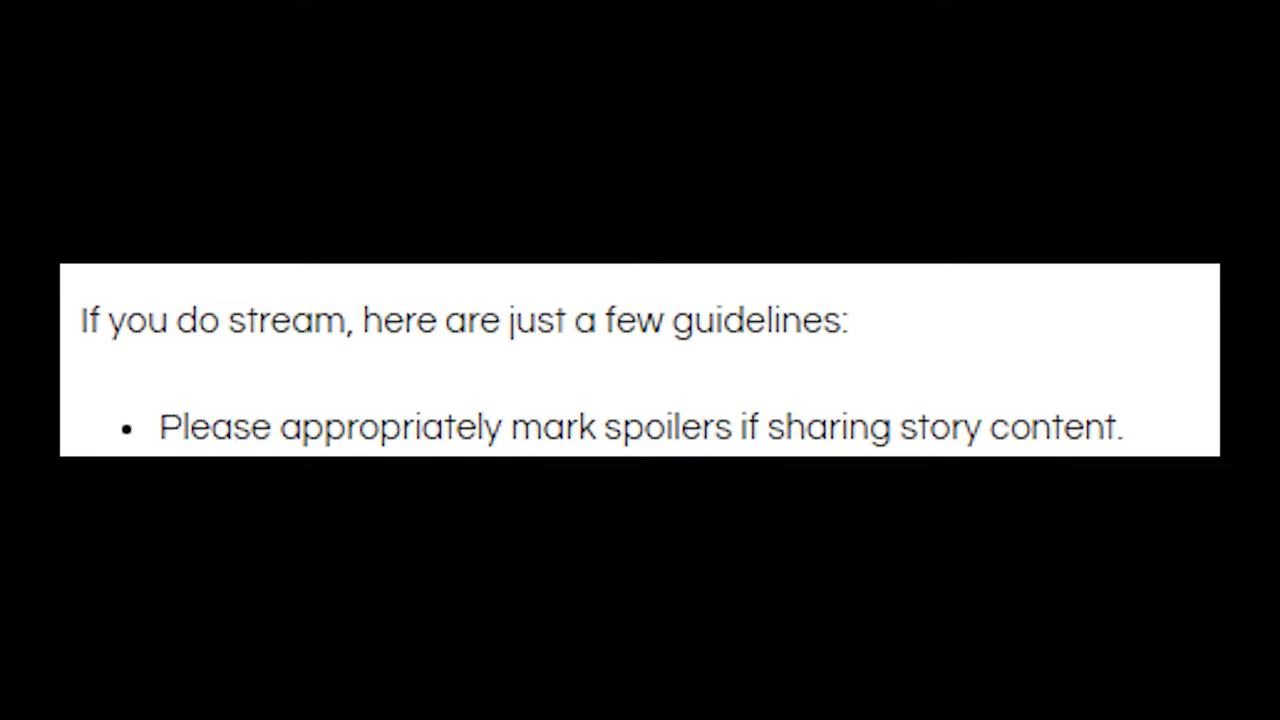 If you do stream, here are just a few guidelines:
• Please appropriately mark spoilers if sharing story content.